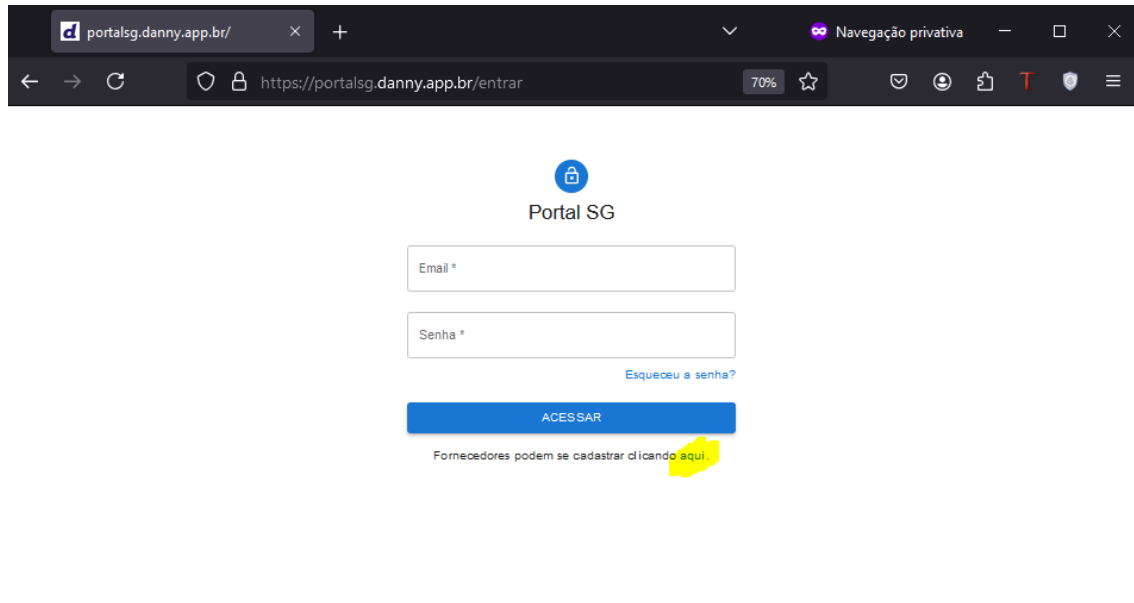 d portalsg.danny.app.br/
Navegação privativa
https://portalsg.danny.app.br/entrar
70%
T
Portal SG
Email *
Senha *
Esqueceu a senha?
ACESSAR
Fornecedores podem se cadastrar clicando aqui.